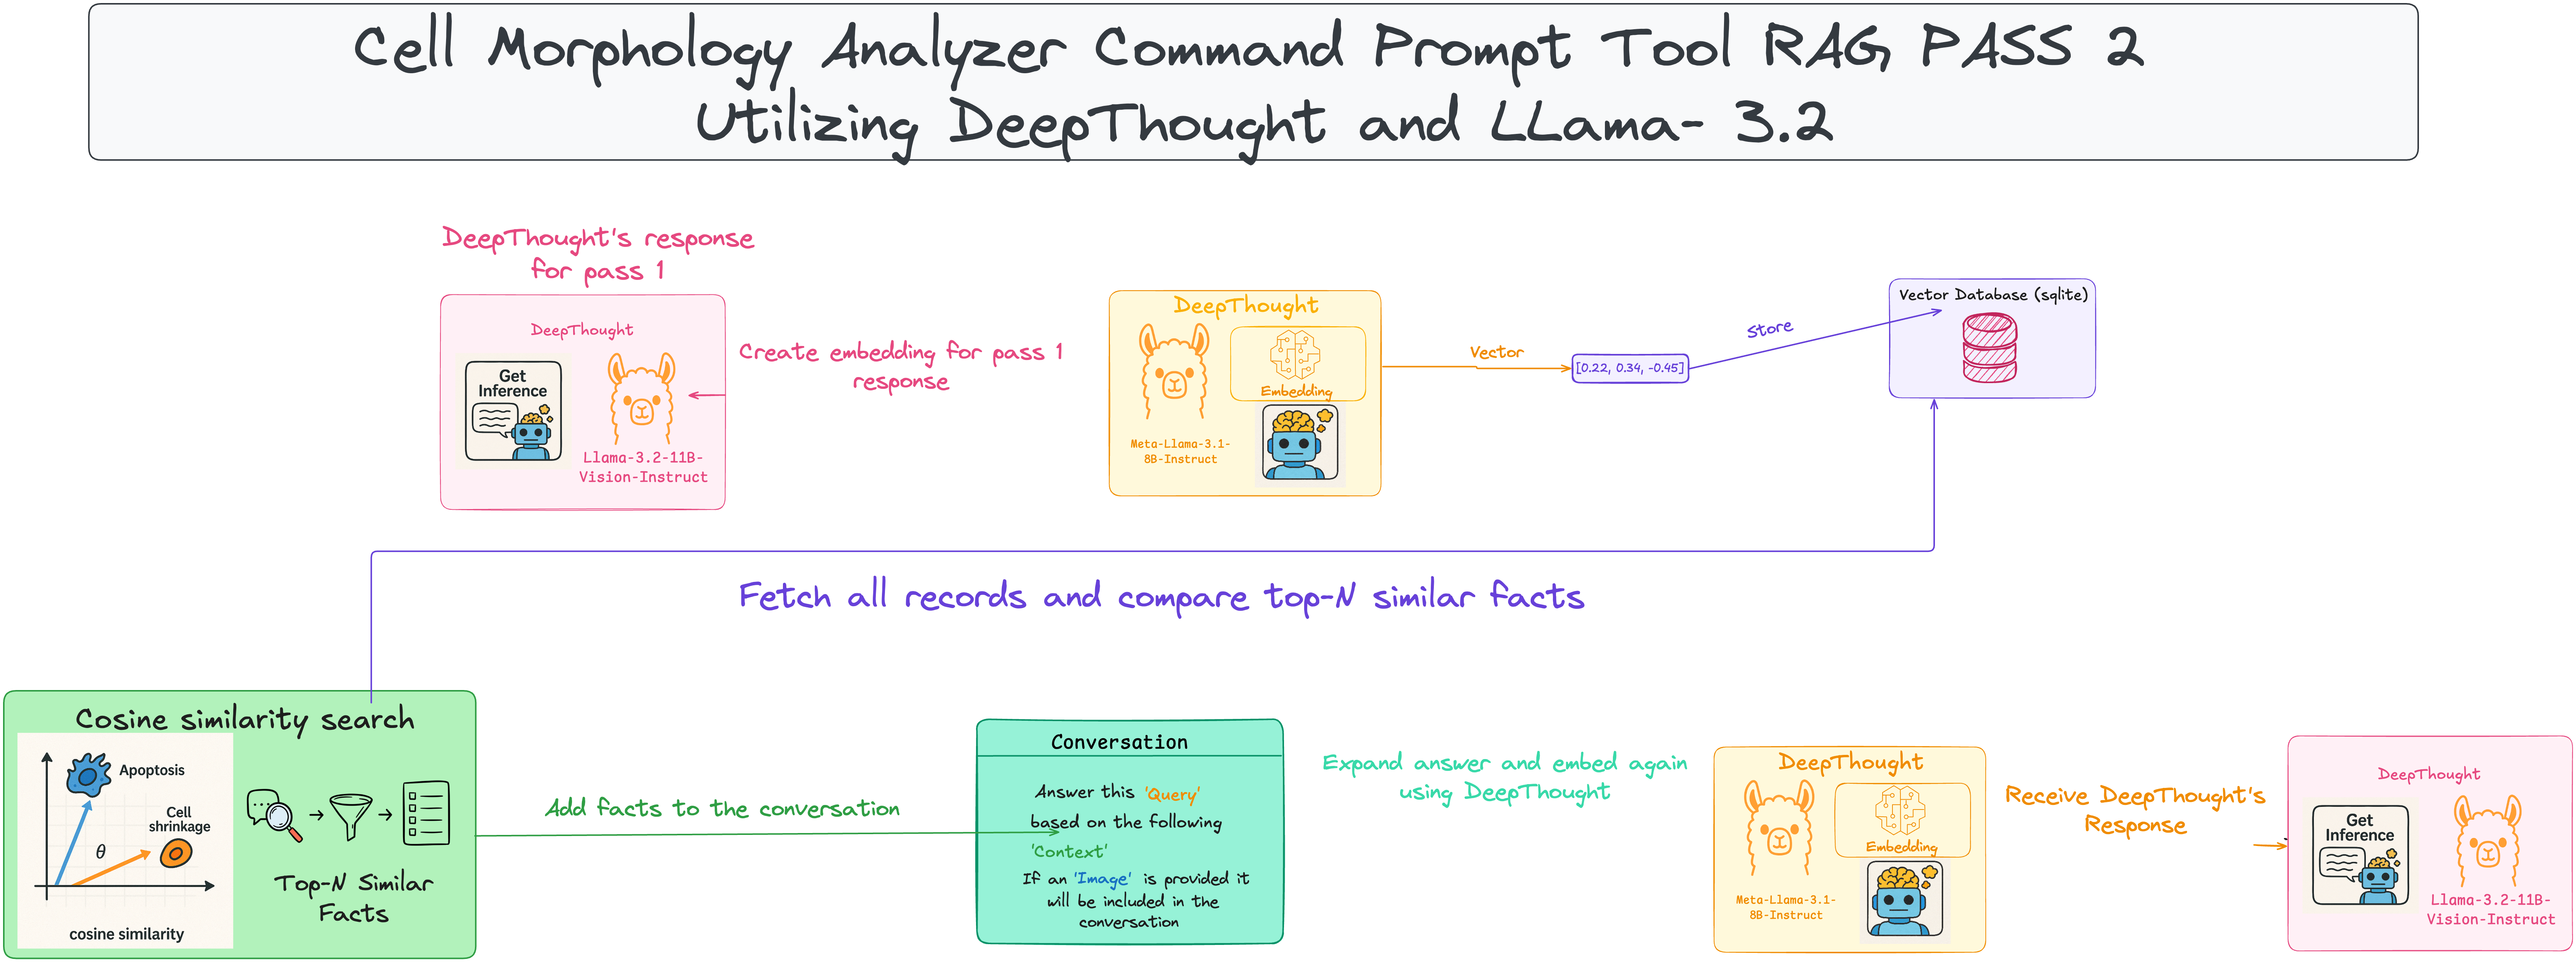 Cell Morphology Analyzer Command Prompt Tool RAG PASS 2
Utilizing DeepThought and LLama- 3.2
DeepThought's response
for pass 1
DeepThought
Get
Inference
Llama-3.2-11B-
Vision-Instruct
Create embedding for pass 1
response
DeepThought
Embedding
Meta-Llama-3.1-
8B-Instruct
Vector
[0.22, 0.34, -0.45]
Store
Vector Database (sqlite)
Fetch all records and compare top-N similar facts
Cosine similarity search
Apoptosis
Cell
shrinkage
θ
cosine similarity
Top-N Similar
Facts
Add facts to the conversation
Conversation
Answer this 'Query'
based on the following
'Context'
If an 'Image' is provided it
will be included in the
conversation
Expand answer and embed again
using DeepThought
DeepThought
Embedding
Meta-Llama-3.1-
8B-Instruct
Receive DeepThought's
Response
DeepThought
Get
Inference
Llama-3.2-11B-
Vision-Instruct